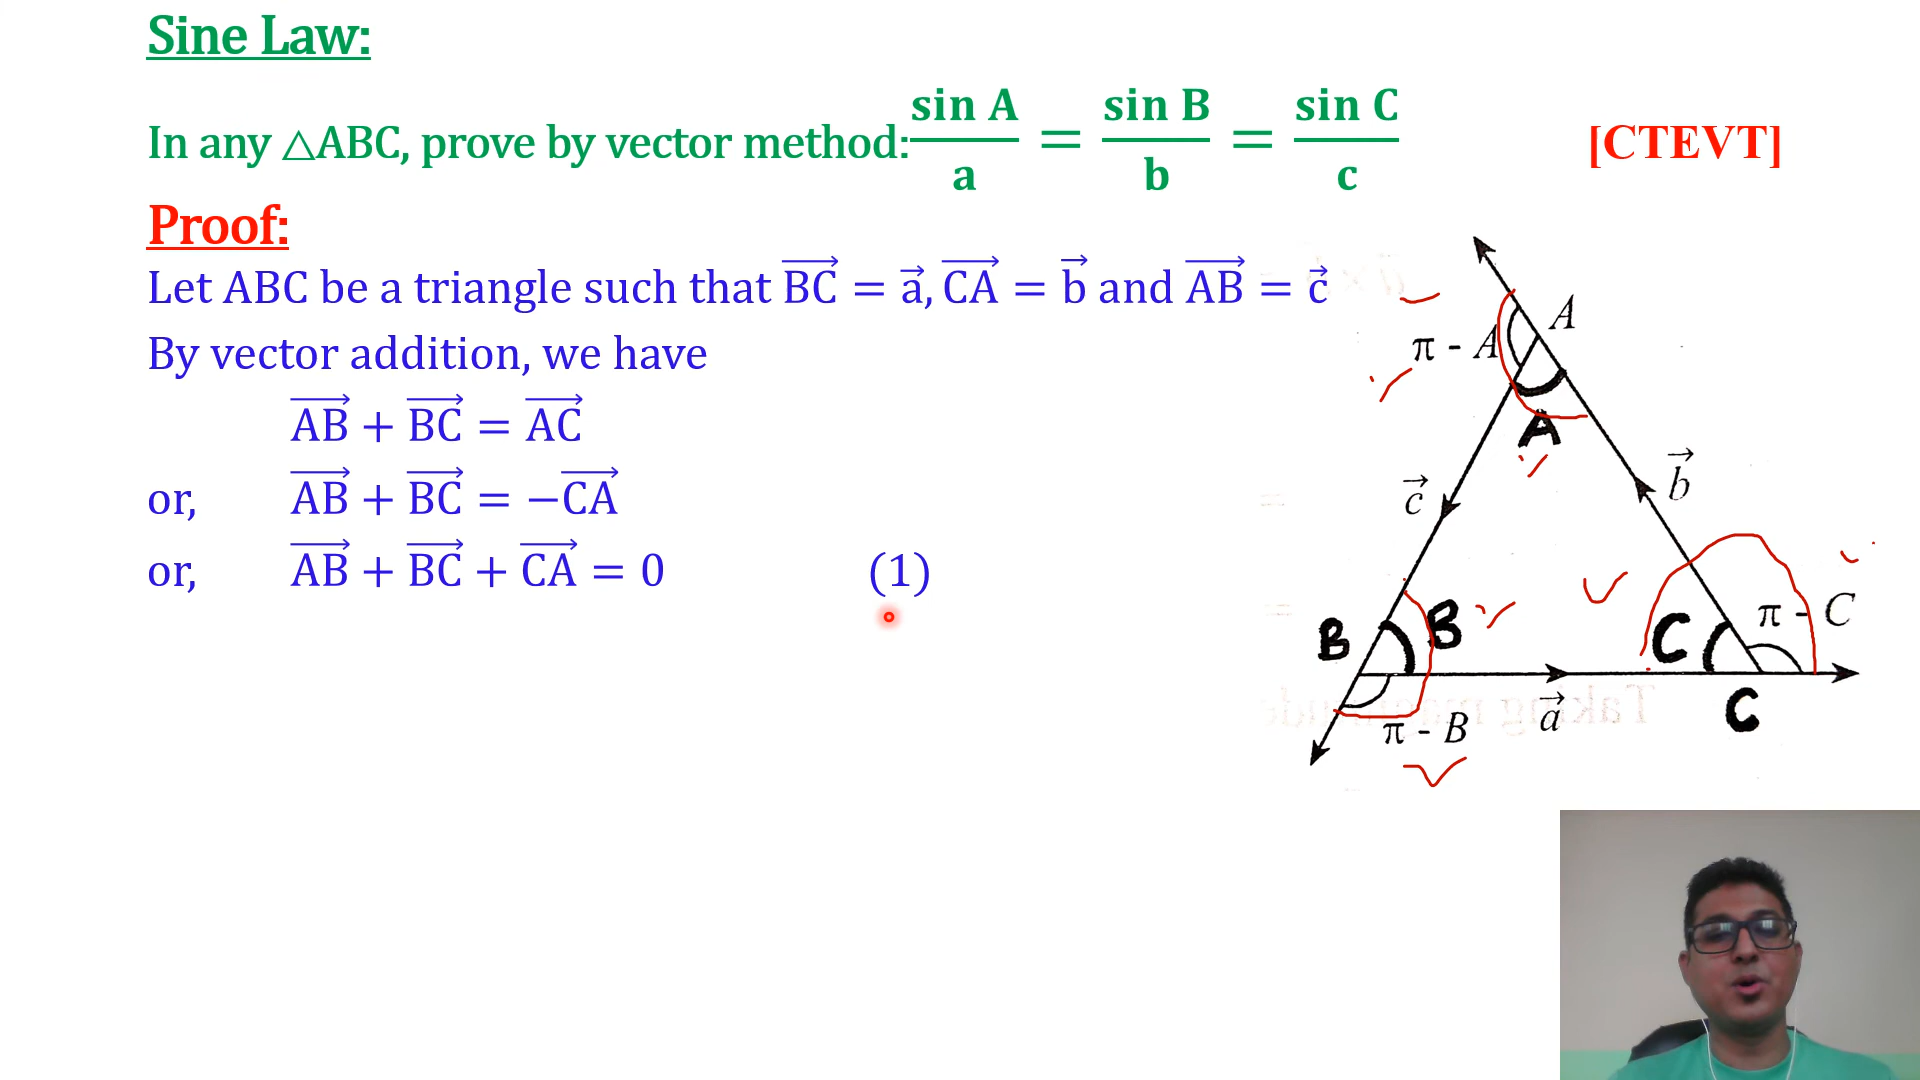 Sine Law:
In any △ABC, prove by vector method: sin A / a = sin B / b = sin C / c [CTEVT]
Proof:
Let ABC be a triangle such that B͞C⃗ = a⃗, CA⃗ = b⃗ and AB⃗ = c⃗
By vector addition, we have
AB⃗ + BC⃗ = AC⃗
or, AB⃗ + BC⃗ = −CA⃗
or, AB⃗ + BC⃗ + CA⃗ = 0 (1)
A
π - A
A
c⃗
b⃗
B
B
C
π - C
π - B
a⃗
C